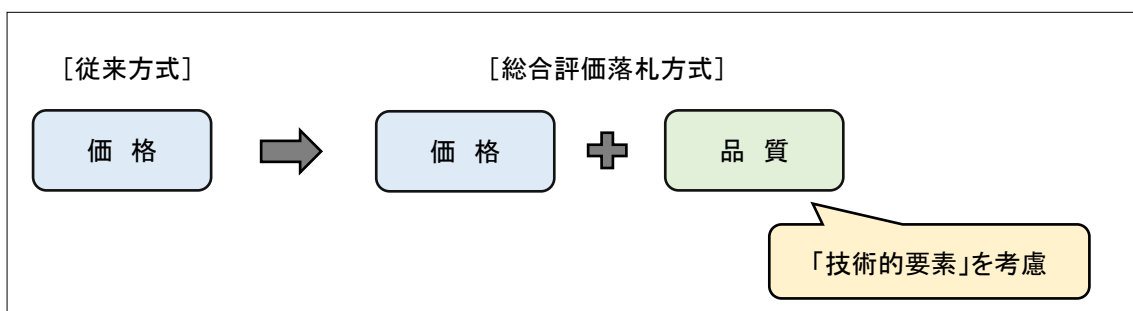 ［従来方式］
［総合評価落札方式］
価 格
価 格
品 質
「技術的要素」を考慮